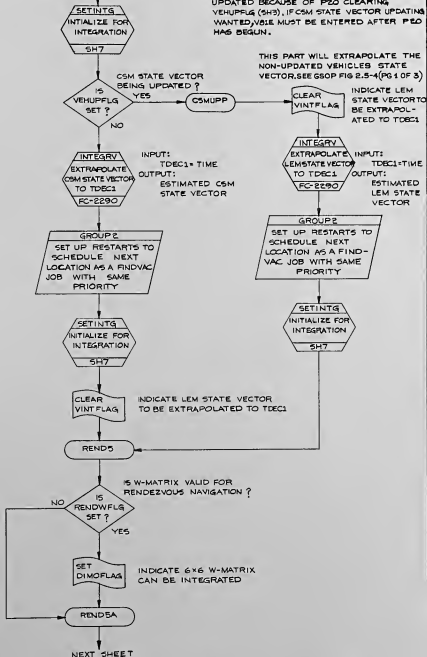 UPDATED BECAUSE OF P20 CLEARING
VEHUPFLG (SH3). IF CSM STATE VECTOR UPDATING
WANTED, V81E MUST BE ENTERED AFTER P20
HAS BEGUN.
SETINTG
INTIALIZE FOR
INTEGRATION
SH7
THIS PART WILL EXTRAPOLATE THE
NON-UPDATED VEHICLES STATE
VECTOR. SEE GSOP FIG 2.5-4 (PG 1 OF 3)
CSM STATE VECTOR
BEING UPDATED ?
IS
VEHUPFLG
SET ?
YES
NO
CSMUPP
CLEAR
VINTFLAG
INDICATE LEM
STATE VECTOR TO
BE EXTRAPOL-
ATED TO TDEC1
INTEGRV
EXTRAPOLATE
CSM STATE VECTOR
TO TDEC1
FC-2290
INPUT:
TDEC1 = TIME
OUTPUT:
ESTIMATED CSM
STATE VECTOR
INTEGRV
EXTRAPOLATE
LEM STATE VECTOR
TO TDEC1
FC-2290
INPUT:
TDEC1=TIME
OUTPUT:
ESTIMATED
LEM STATE
VECTOR
GROUP2
SET UP RESTARTS TO
SCHEDULE NEXT
LOCATION AS A FINDVAC
JOB WITH SAME
PRIORITY
GROUP2
SET UP RESTARTS TO
SCHEDULE NEXT
LOCATION AS A FIND-
VAC JOB WITH SAME
PRIORITY
SETINTG
INITIALIZE FOR
INTEGRATION
SH7
SETINTG
INITIALIZE FOR
INTEGRATION
SH7
CLEAR
VINTFLAG
INDICATE LEM STATE VECTOR
TO BE EXTRAPOLATED TO TDEC1
REND5
IS W-MATRIX VALID FOR
RENDEZVOUS NAVIGATION ?
NO
IS
RENDWFLG
SET ?
YES
SET
DIMOFLAG
INDICATE 6×6 W-MATRIX
CAN BE INTEGRATED
REND5A
NEXT SHEET